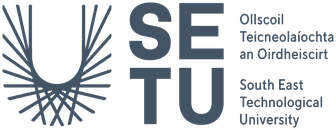 SE
TU
Ollscoil
Teicneolaíochta
an Oirdheiscirt
South East
Technological
University